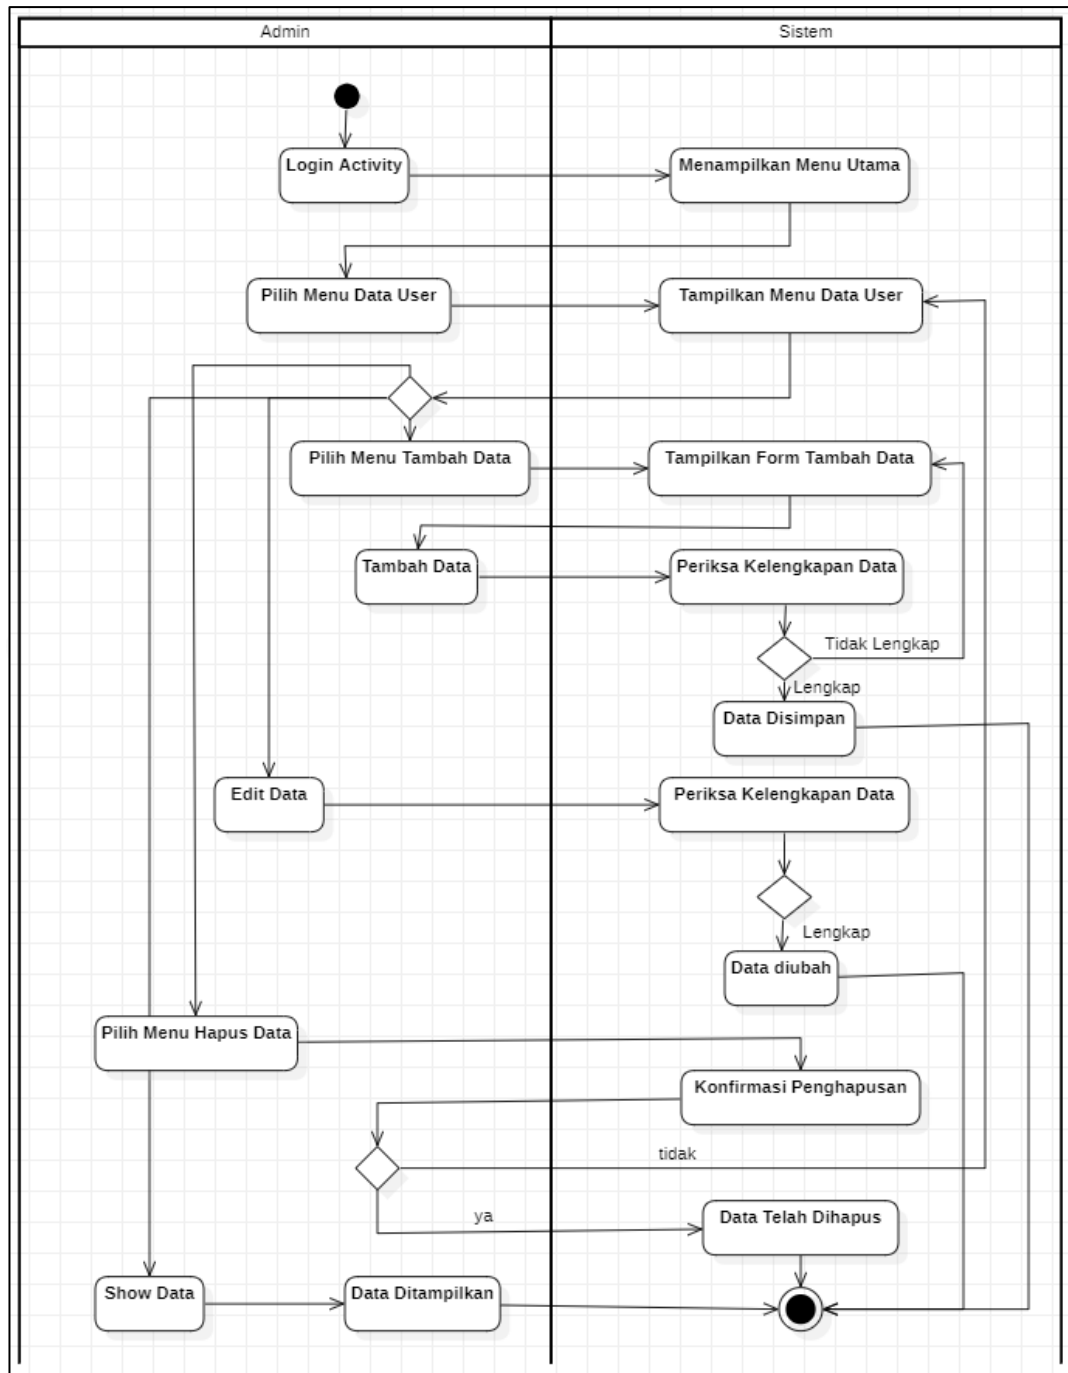 Admin
Sistem
Login Activity
Menampilkan Menu Utama
Pilih Menu Data User
Tampilkan Menu Data User
Pilih Menu Tambah Data
Tampilkan Form Tambah Data
Tambah Data
Periksa Kelengkapan Data
Tidak Lengkap
Lengkap
Data Disimpan
Edit Data
Periksa Kelengkapan Data
Lengkap
Data diubah
Pilih Menu Hapus Data
Konfirmasi Penghapusan
tidak
ya
Data Telah Dihapus
Show Data
Data Ditampilkan